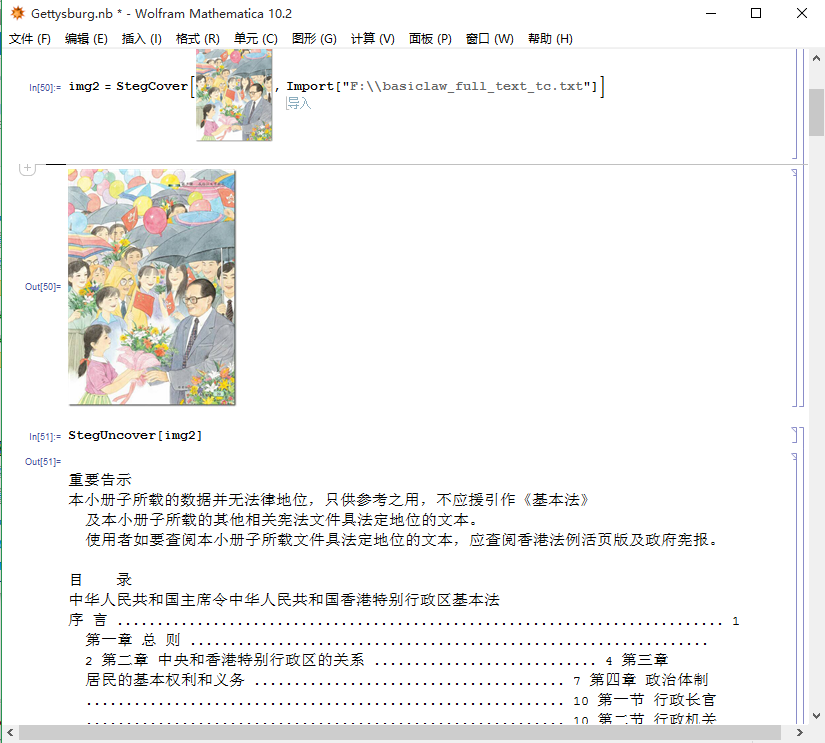 Gettysburg.nb * - Wolfram Mathematica 10.2
文件 (F) 编辑 (E) 插入 (I) 格式 (R) 单元 (C) 图形 (G) 计算 (V) 面板 (P) 窗口 (W) 帮助 (H)
In[50]:= img2 = StegCover[ , Import["F:\\basiclaw_full_text_tc.txt"]]
导入
Out[50]=
In[51]:= StegUncover[img2]
Out[51]=
重要告示
本小册子所载的数据并无法律地位，只供参考之用，不应援引作《基本法》
及本小册子所载的其他相关宪法文件具法定地位的文本。
使用者如要查阅本小册子所载文件具法定地位的文本，应查阅香港法例活页版及政府宪报。
目 录
中华人民共和国主席令中华人民共和国香港特别行政区基本法
序 言 ........................................................................ 1
第一章 总 则 ..............................................................
2 第二章 中央和香港特别行政区的关系 ........................... 4 第三章
居民的基本权利和义务 ..................................... 7 第四章 政治体制
......................................................... 10 第一节 行政长官
......................................................... 10 第二节 行政机关